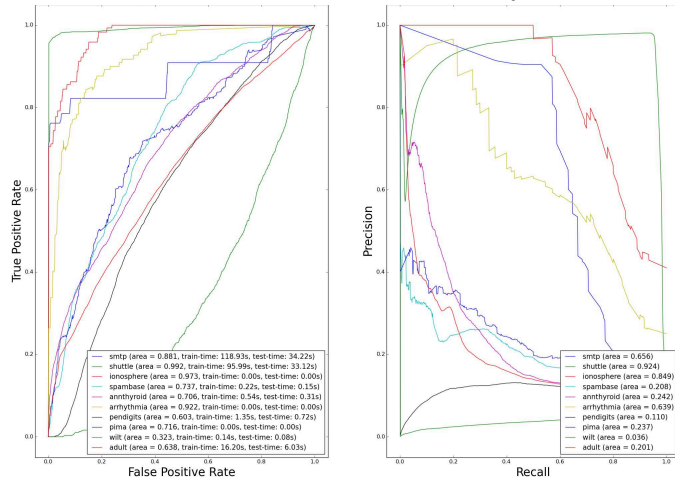 1.0
0.8
0.6
0.4
0.2
0.0
True Positive Rate
smtp (area = 0.881, train-time: 118.93s, test-time: 34.22s)
shuttle (area = 0.992, train-time: 95.99s, test-time: 33.12s)
ionosphere (area = 0.973, train-time: 0.00s, test-time: 0.00s)
spambase (area = 0.737, train-time: 0.22s, test-time: 0.15s)
annthyroid (area = 0.706, train-time: 0.54s, test-time: 0.31s)
arrhythmia (area = 0.922, train-time: 0.00s, test-time: 0.00s)
pendigits (area = 0.603, train-time: 1.35s, test-time: 0.72s)
pima (area = 0.716, train-time: 0.00s, test-time: 0.00s)
wilt (area = 0.323, train-time: 0.14s, test-time: 0.08s)
adult (area = 0.638, train-time: 16.20s, test-time: 6.03s)
0.0 0.2 0.4 0.6 0.8 1.0
False Positive Rate
1.0
0.8
0.6
0.4
0.2
0.0
Precision
smtp (area = 0.656)
shuttle (area = 0.924)
ionosphere (area = 0.849)
spambase (area = 0.208)
annthyroid (area = 0.242)
arrhythmia (area = 0.639)
pendigits (area = 0.110)
pima (area = 0.237)
wilt (area = 0.036)
adult (area = 0.201)
0.0 0.2 0.4 0.6 0.8 1.0
Recall